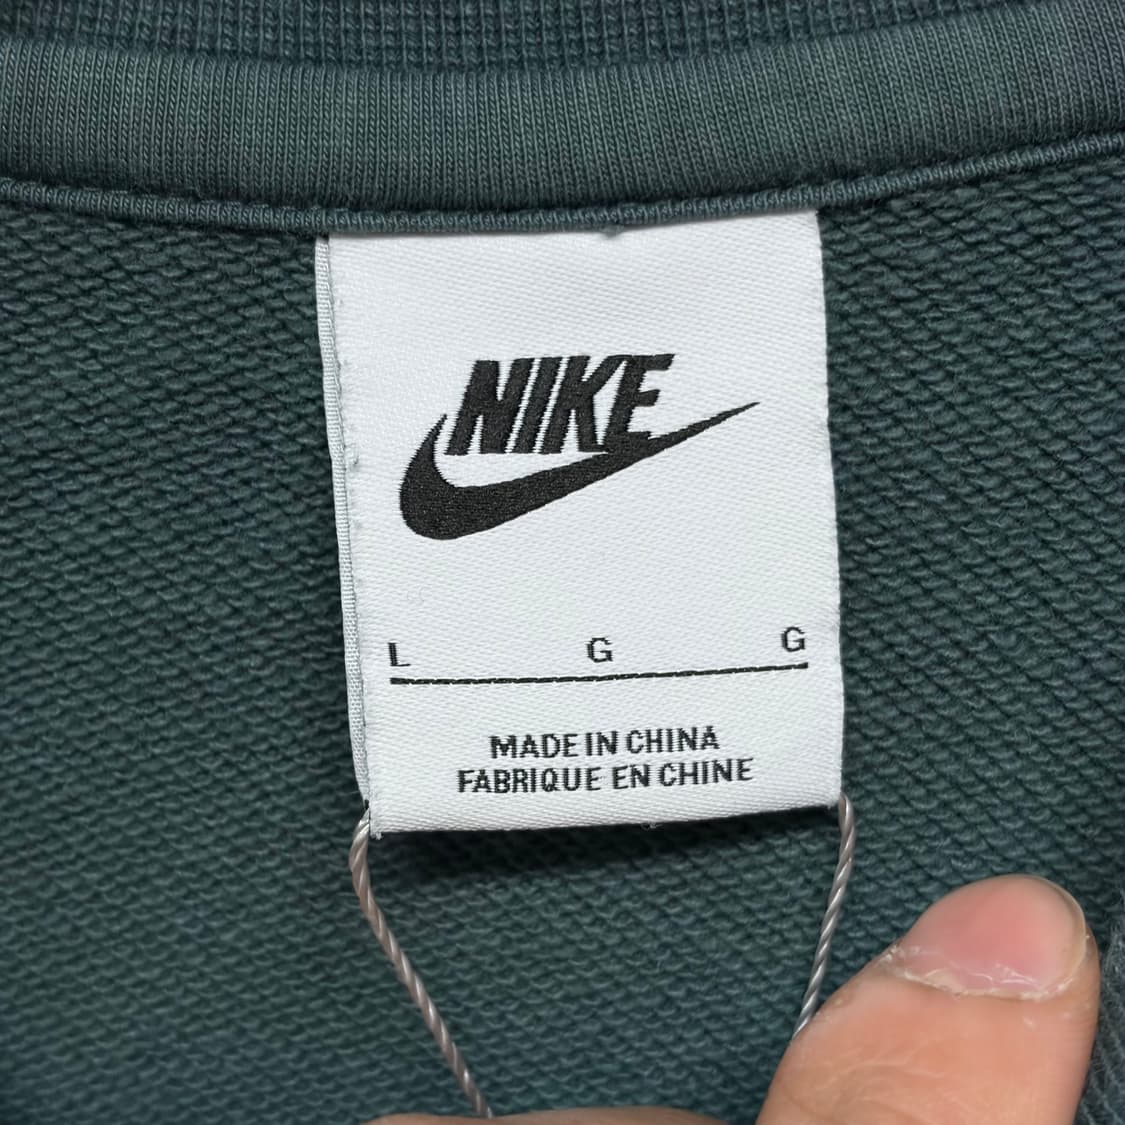 NIKE
L G G
MADE IN CHINA
FABRIQUE EN CHINE